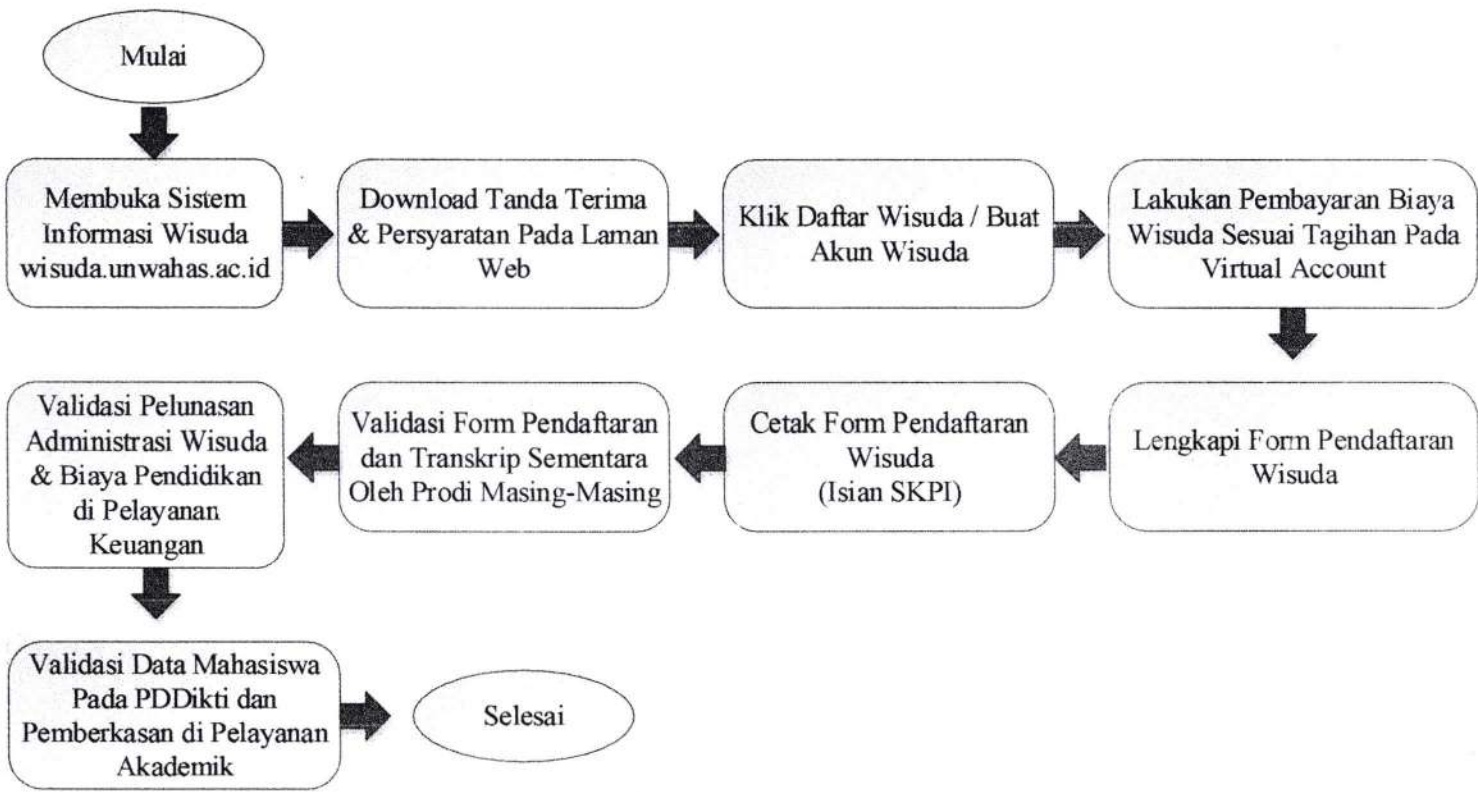 Mulai
Membuka Sistem
Informasi Wisuda
wisuda.unwahas.ac.id
Download Tanda Terima
& Persyaratan Pada Laman
Web
Klik Daftar Wisuda / Buat
Akun Wisuda
Lakukan Pembayaran Biaya
Wisuda Sesuai Tagihan Pada
Virtual Account
Lengkapi Form Pendaftaran
Wisuda
Cetak Form Pendaftaran
Wisuda
(Isian SKPI)
Validasi Form Pendaftaran
dan Transkrip Sementara
Oleh Prodi Masing-Masing
Validasi Pelunasan
Administrasi Wisuda
& Biaya Pendidikan
di Pelayanan
Keuangan
Validasi Data Mahasiswa
Pada PDDikti dan
Pemberkasan di Pelayanan
Akademik
Selesai